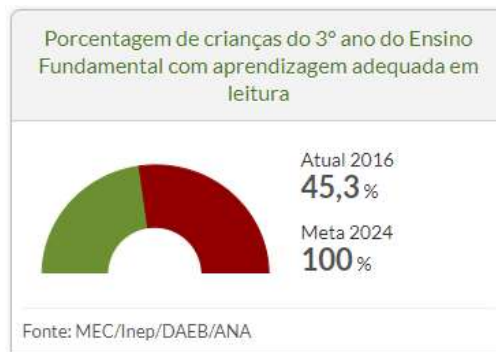 Porcentagem de crianças do 3° ano do Ensino
Fundamental com aprendizagem adequada em
leitura
Atual 2016
45,3 %
Meta 2024
100 %
Fonte: MEC/Inep/DAEB/ANA